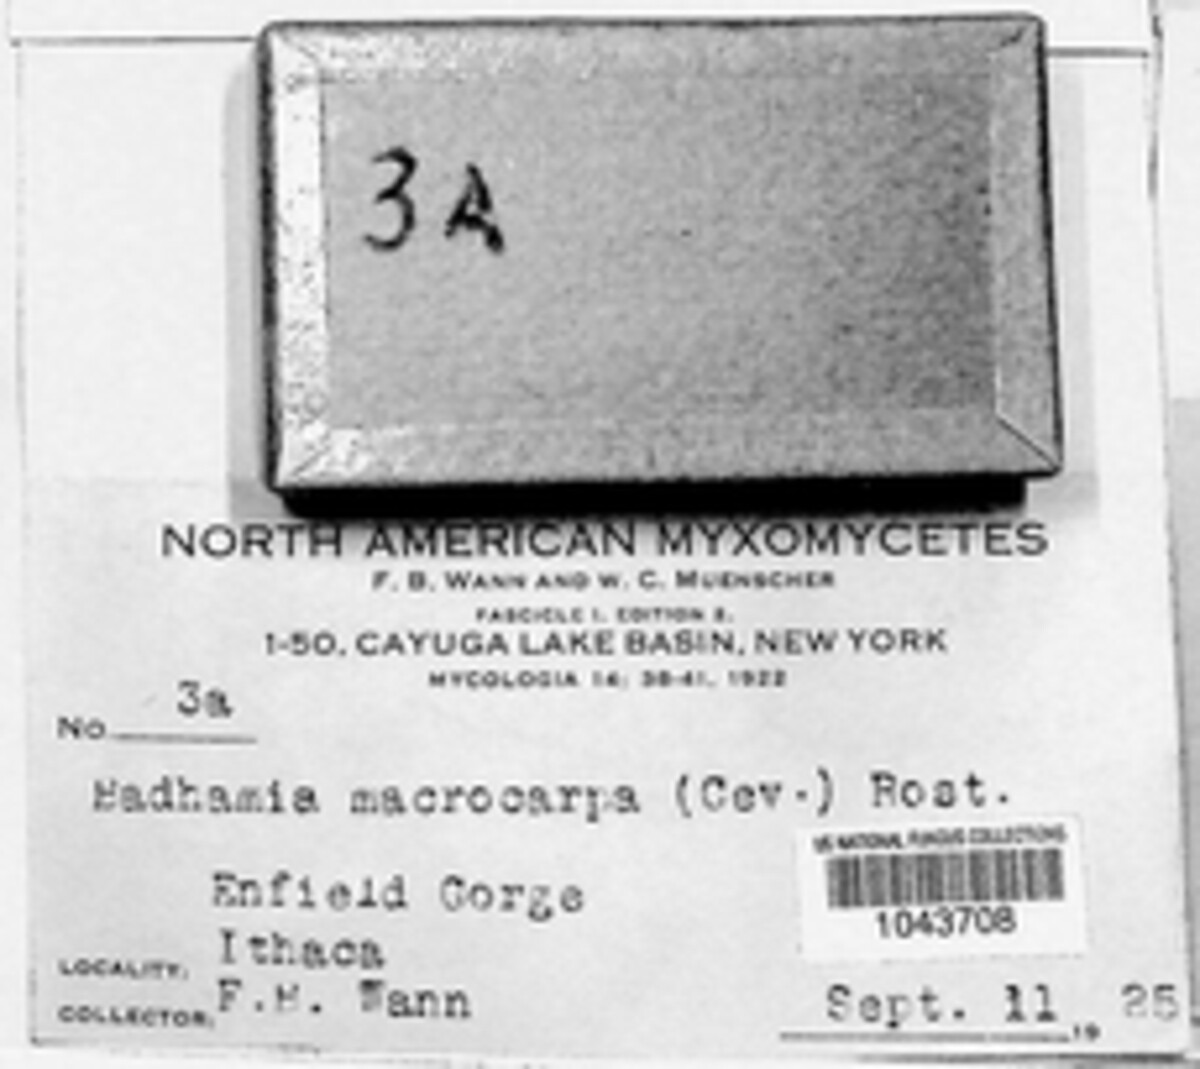 3A
NORTH AMERICAN MYXOMYCETES
F. B. WANN AND W. C. MUENSCHER
FASCICLE 1, EDITION 2.
1-50, CAYUGA LAKE BASIN, NEW YORK
MYCOLOGIA 14: 38-41, 1922
No. 3a
Badhamia macrocarpa (Cev.) Rost.
US NATIONAL FUNGUS COLLECTIONS
1043708
Enfield Gorge
LOCALITY: Ithaca
COLLECTOR: F.B. Wann
Sept. 11, 19 25